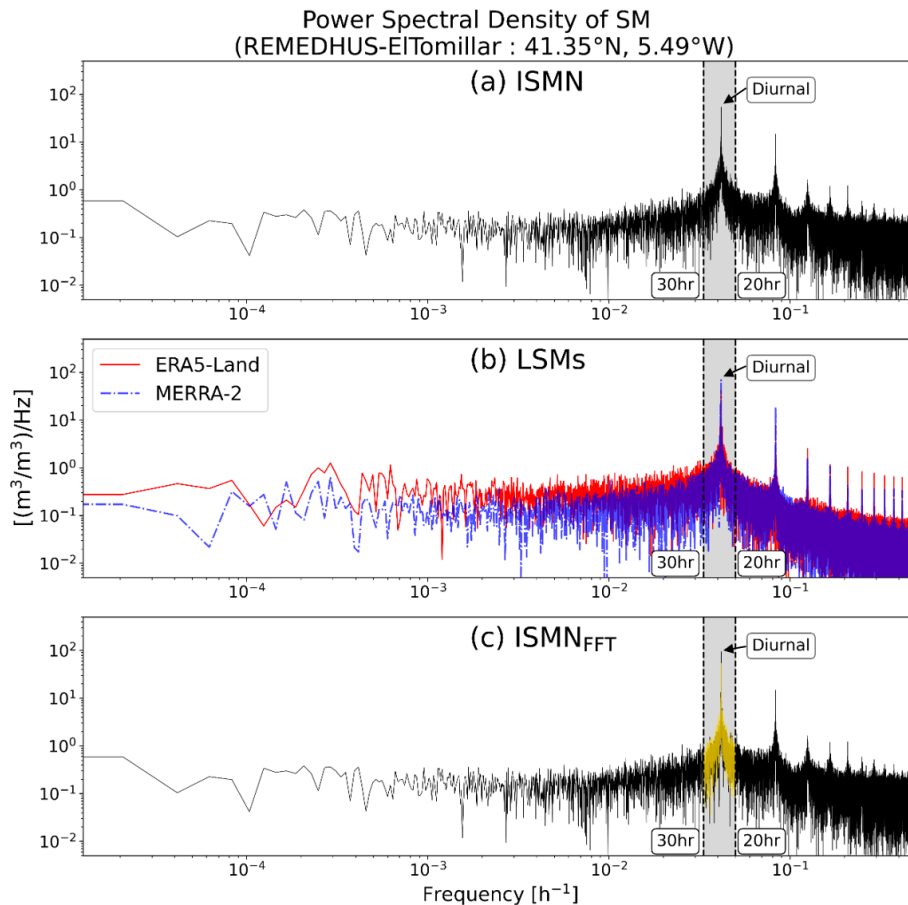 Power Spectral Density of SM
(REMEDHUS-ElTomillar : 41.35°N, 5.49°W)
(a) ISMN
Diurnal
10²
10¹
10⁰
10⁻¹
10⁻²
30hr
20hr
10⁻⁴
10⁻³
10⁻²
10⁻¹
(b) LSMs
ERA5-Land
MERRA-2
Diurnal
[(m³/m³)/Hz]
10²
10¹
10⁰
10⁻¹
10⁻²
30hr
20hr
10⁻⁴
10⁻³
10⁻²
10⁻¹
(c) ISMN_FFT
Diurnal
10²
10¹
10⁰
10⁻¹
10⁻²
30hr
20hr
10⁻⁴
10⁻³
10⁻²
10⁻¹
Frequency [h⁻¹]